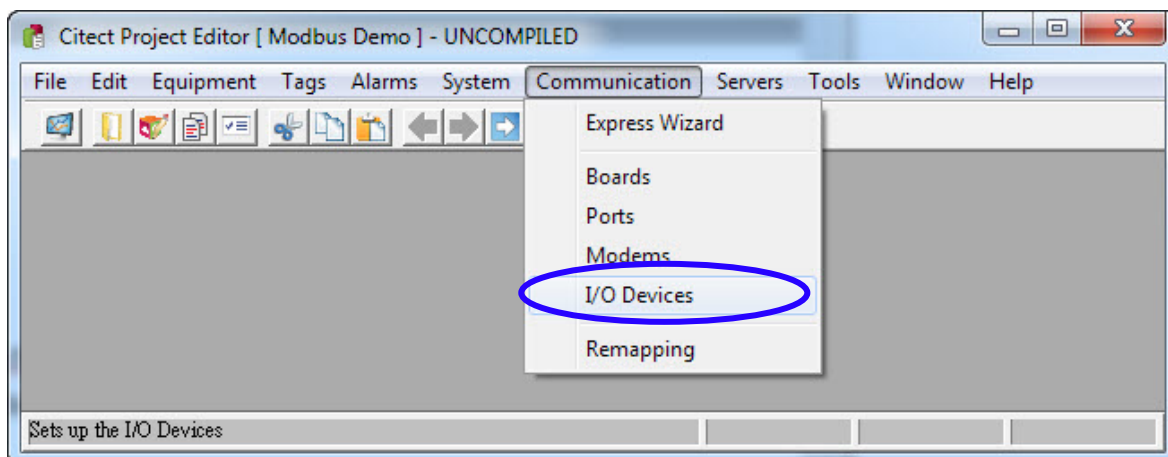 Citect Project Editor [ Modbus Demo ] - UNCOMPILED
File Edit Equipment Tags Alarms System Communication Servers Tools Window Help
Express Wizard
Boards
Ports
Modems
I/O Devices
Remapping
Sets up the I/O Devices